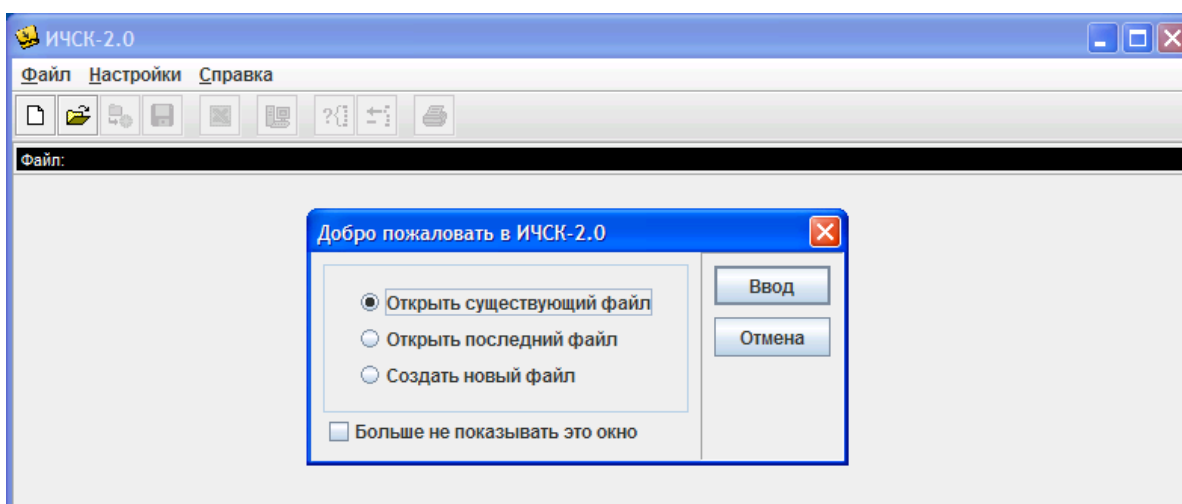 ИЧСК-2.0
Файл Настройки Справка
Файл:
Добро пожаловать в ИЧСК-2.0
Открыть существующий файл
Открыть последний файл
Создать новый файл
Больше не показывать это окно
Ввод
Отмена